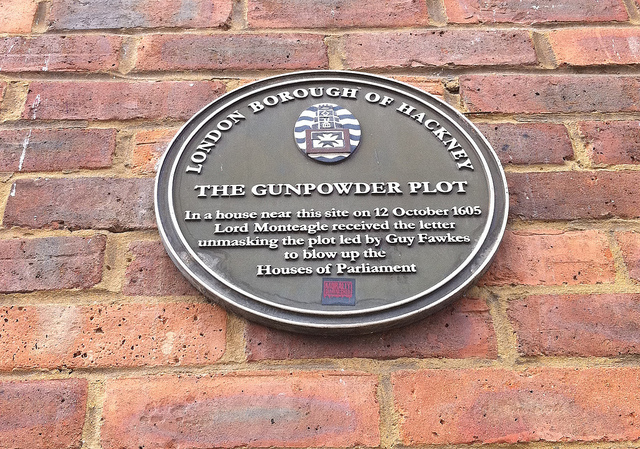 LONDON BOROUGH OF HACKNEY
THE GUNPOWDER PLOT
In a house near this site on 12 October 1605
Lord Monteagle received the letter
unmasking the plot led by Guy Fawkes
to blow up the
Houses of Parliament